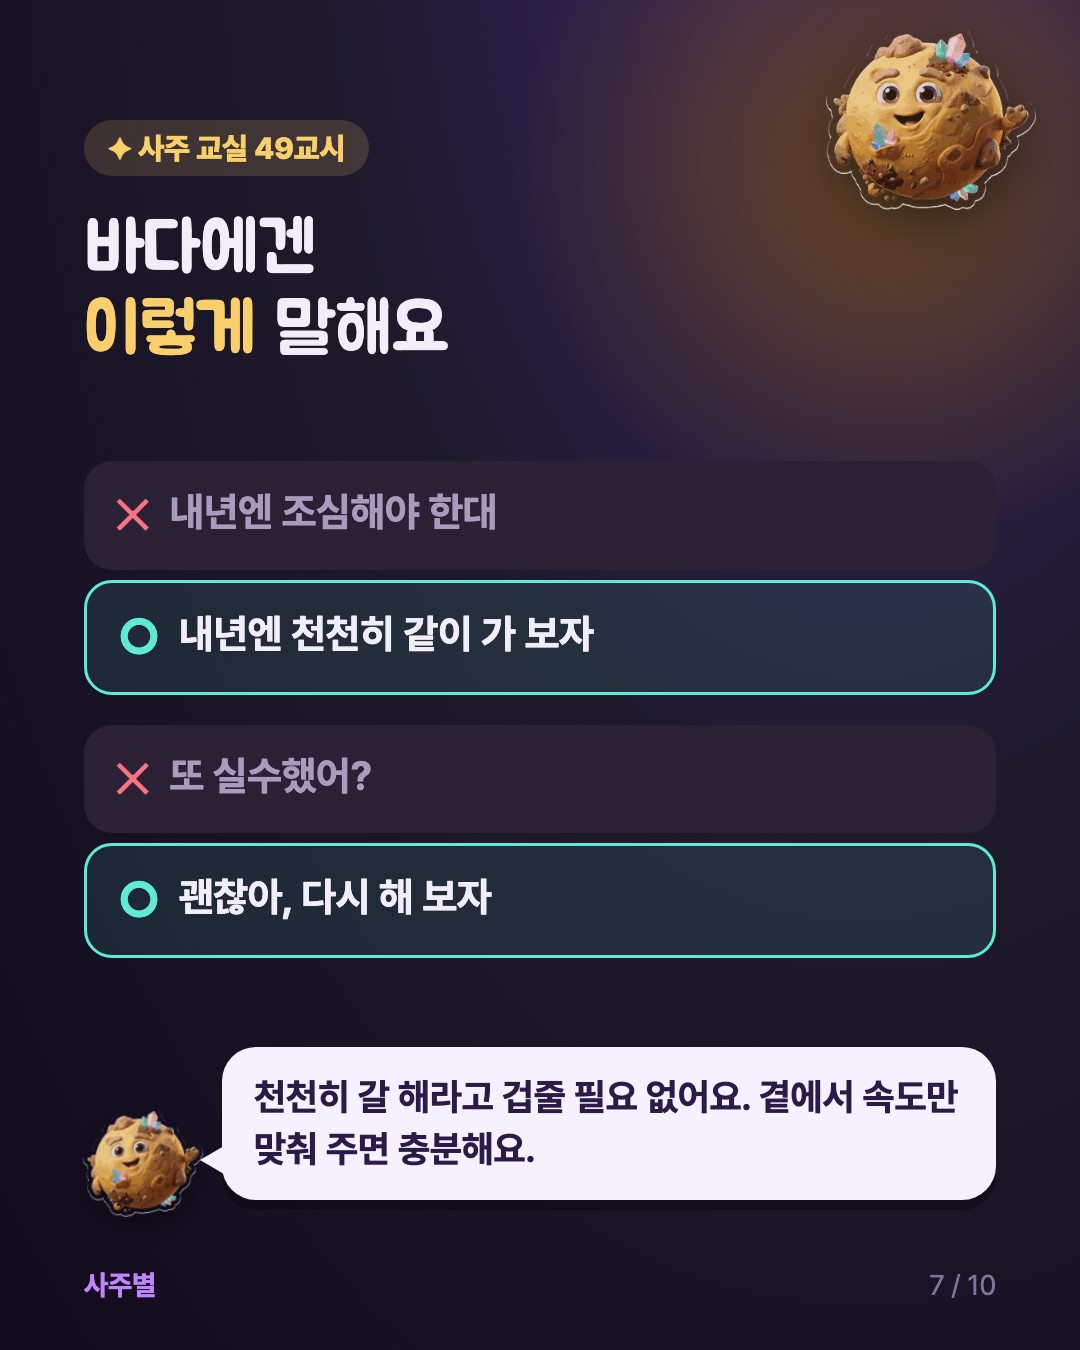 ✦ 사주 교실 49교시
바다에겐
이렇게 말해요
✕ 내년엔 조심해야 한대
○ 내년엔 천천히 같이 가 보자
✕ 또 실수했어?
○ 괜찮아, 다시 해 보자
천천히 갈 해라고 겁줄 필요 없어요. 곁에서 속도만
맞춰 주면 충분해요.
사주별
7 / 10